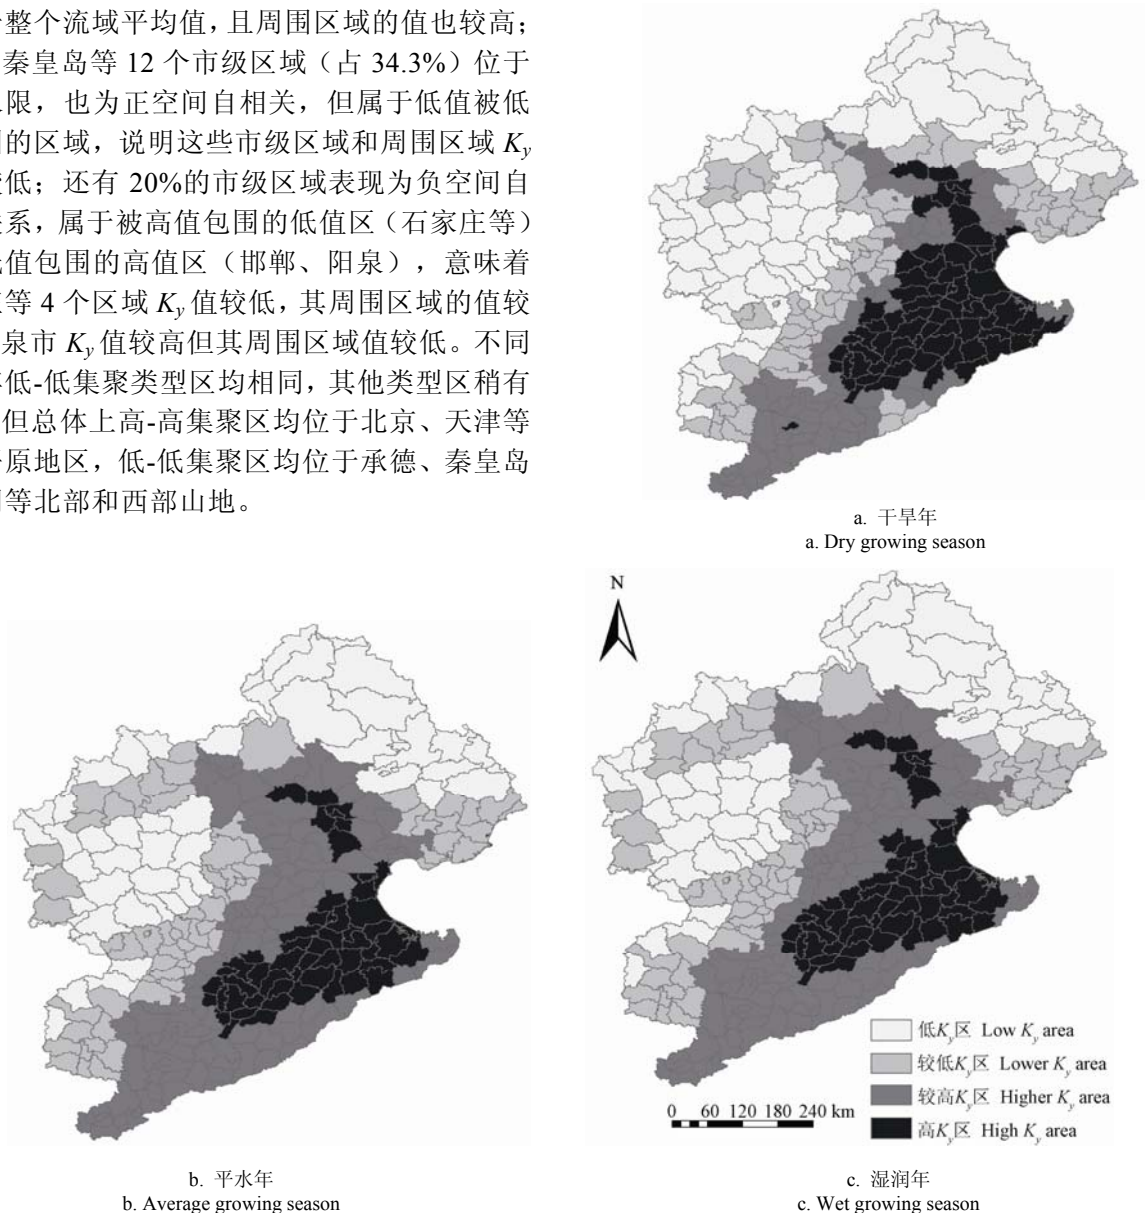 整个流域平均值，且周围区域的值也较高；
秦皇岛等 12 个市级区域（占 34.3%）位于
限，也为正空间自相关，但属于低值被低
的区域，说明这些市级区域和周围区域 Ky
低；还有 20%的市级区域表现为负空间自
系，属于被高值包围的低值区（石家庄等）
值包围的高值区（邯郸、阳泉），意味着
等 4 个区域 Ky 值较低，其周围区域的值较
泉市 Ky 值较高但其周围区域值较低。不同
低-低集聚类型区均相同，其他类型区稍有
但总体上高-高集聚区均位于北京、天津等
原地区，低-低集聚区均位于承德、秦皇岛
等北部和西部山地。
a. 干旱年
a. Dry growing season
N
低Ky区 Low Ky area
较低Ky区 Lower Ky area
较高Ky区 Higher Ky area
高Ky区 High Ky area
0 60 120 180 240 km
b. 平水年
b. Average growing season
c. 湿润年
c. Wet growing season